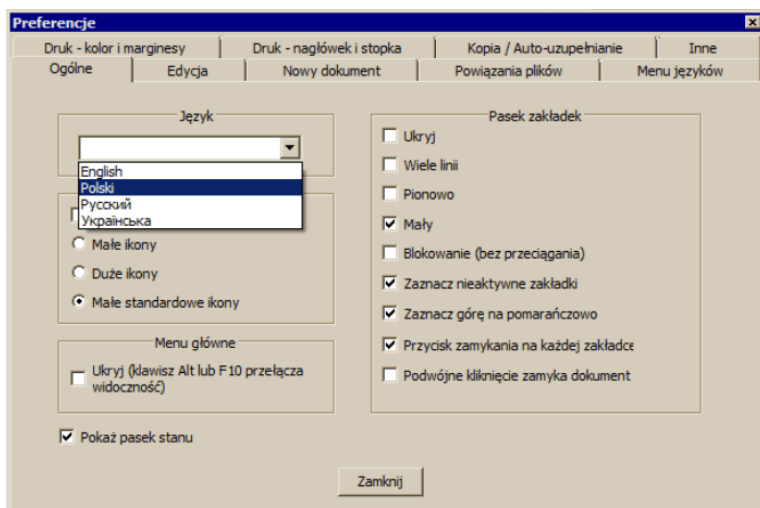 Preferencje
Druk - kolor i marginesy
Druk - nagłówek i stopka
Kopia / Auto-uzupełnianie
Inne
Ogólne
Edycja
Nowy dokument
Powiązania plików
Menu języków
Język
English
Polski
Русский
Українська
Małe ikony
Duże ikony
Małe standardowe ikony
Menu główne
Ukryj (klawisz Alt lub F10 przełącza
widoczność)
Pokaż pasek stanu
Pasek zakładek
Ukryj
Wiele linii
Pionowo
Mały
Blokowanie (bez przeciągania)
Zaznacz nieaktywne zakładki
Zaznacz górę na pomarańczowo
Przycisk zamykania na każdej zakładce
Podwójne kliknięcie zamyka dokument
Zamknij